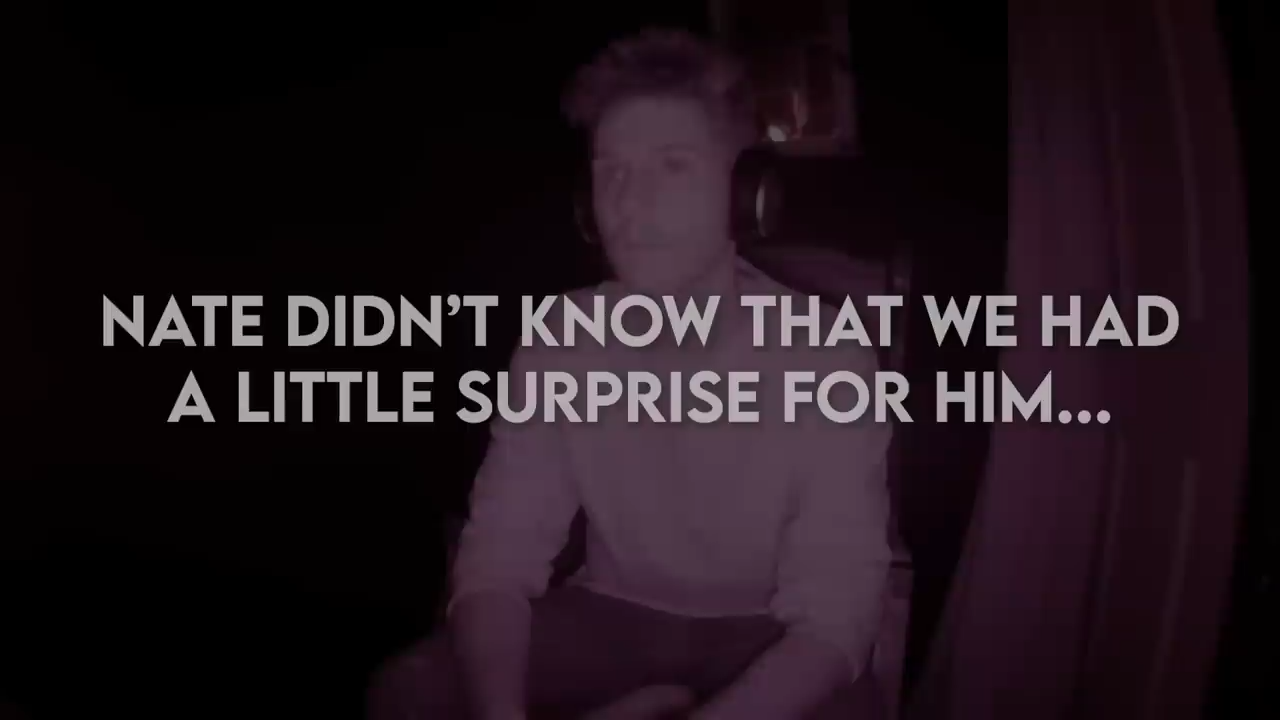 NATE DIDN’T KNOW THAT WE HAD
A LITTLE SURPRISE FOR HIM...